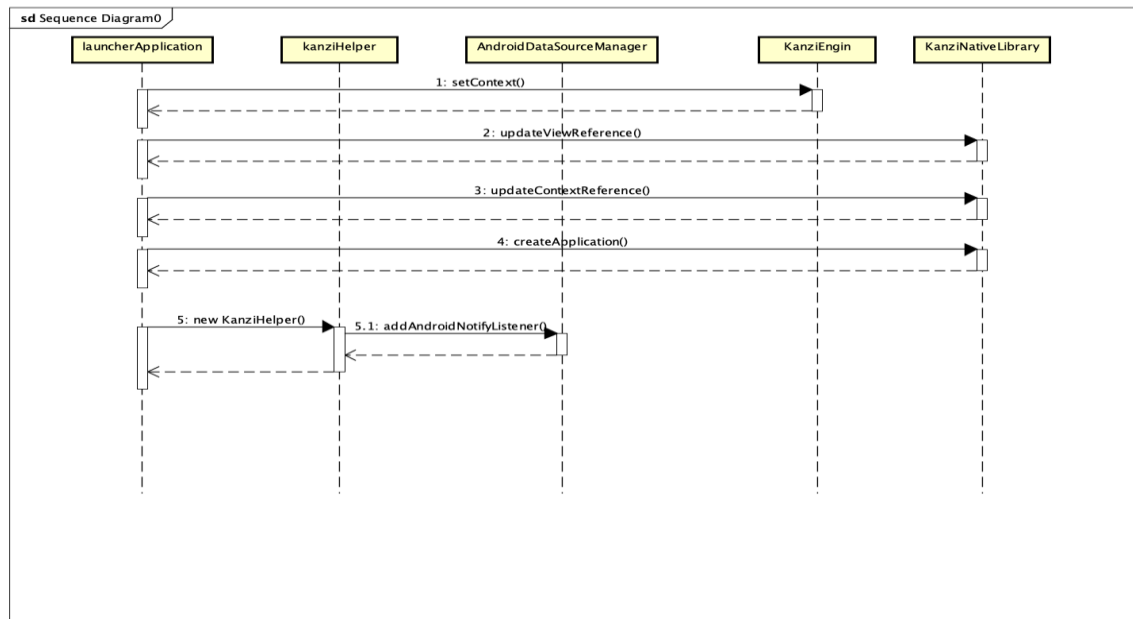 sd Sequence Diagram0
launcherApplication
kanziHelper
AndroidDataSourceManager
KanziEngin
KanziNativeLibrary
1: setContext()
2: updateViewReference()
3: updateContextReference()
4: createApplication()
5: new KanziHelper()
5.1: addAndroidNotifyListener()